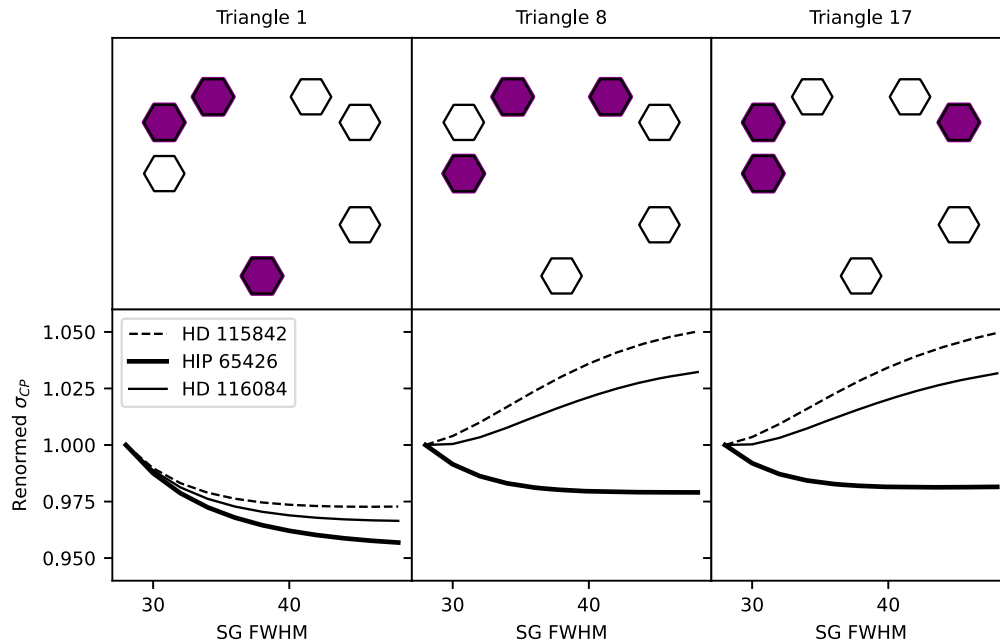 Triangle 1
Triangle 8
Triangle 17
1.050
1.025
1.000
0.975
0.950
Renormed σCP
HD 115842
HIP 65426
HD 116084
30
40
30
40
30
40
SG FWHM
SG FWHM
SG FWHM